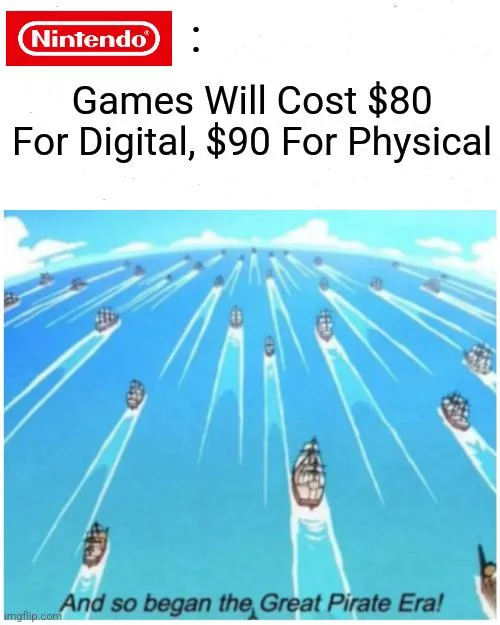 Nintendo® :
Games Will Cost $80
For Digital, $90 For Physical
And so began the Great Pirate Era!
imgflip.com